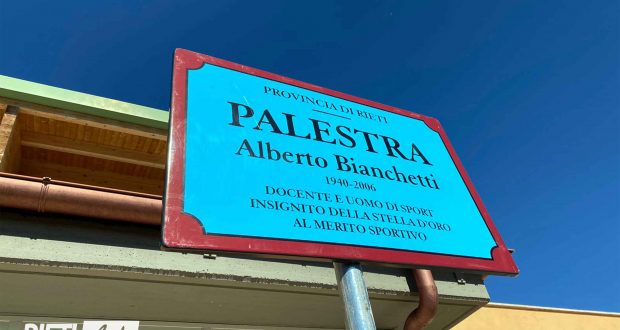 PROVINCIA DI RIETI
PALESTRA
Alberto Bianchetti
1940-2006
DOCENTE E UOMO DI SPORT
INSIGNITO DELLA STELLA D'ORO
AL MERITO SPORTIVO